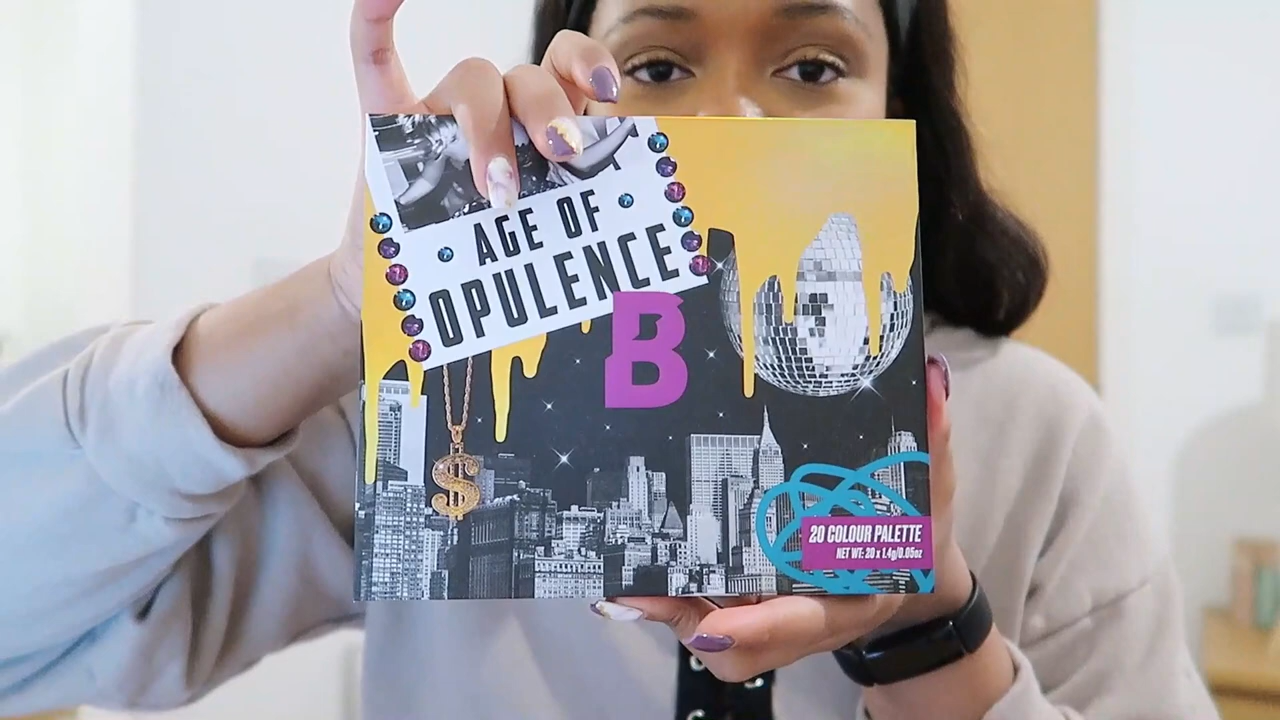 AGE OF
OPULENCE
B
20 COLOUR PALETTE
NET WT: 20 x 1.4g/0.05oz